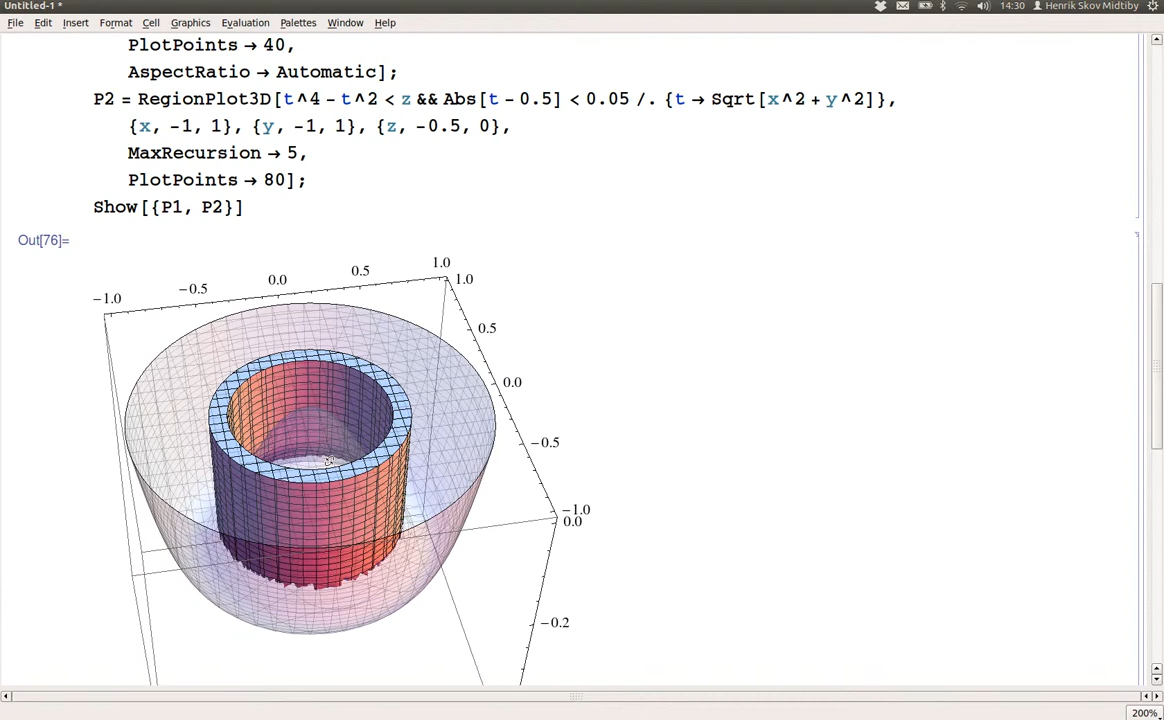 Untitled-1 *
14:30 Henrik Skov Midtiby
File Edit Insert Format Cell Graphics Evaluation Palettes Window Help
PlotPoints → 40,
AspectRatio → Automatic];
P2 = RegionPlot3D[t^4 - t^2 < z && Abs[t - 0.5] < 0.05 /. {t → Sqrt[x^2 + y^2]},
{x, -1, 1}, {y, -1, 1}, {z, -0.5, 0},
MaxRecursion → 5,
PlotPoints → 80];
Show[{P1, P2}]
Out[76]=
−1.0 −0.5 0.0 0.5 1.0
1.0
0.5
0.0
−0.5
−1.0
0.0
−0.2
200%